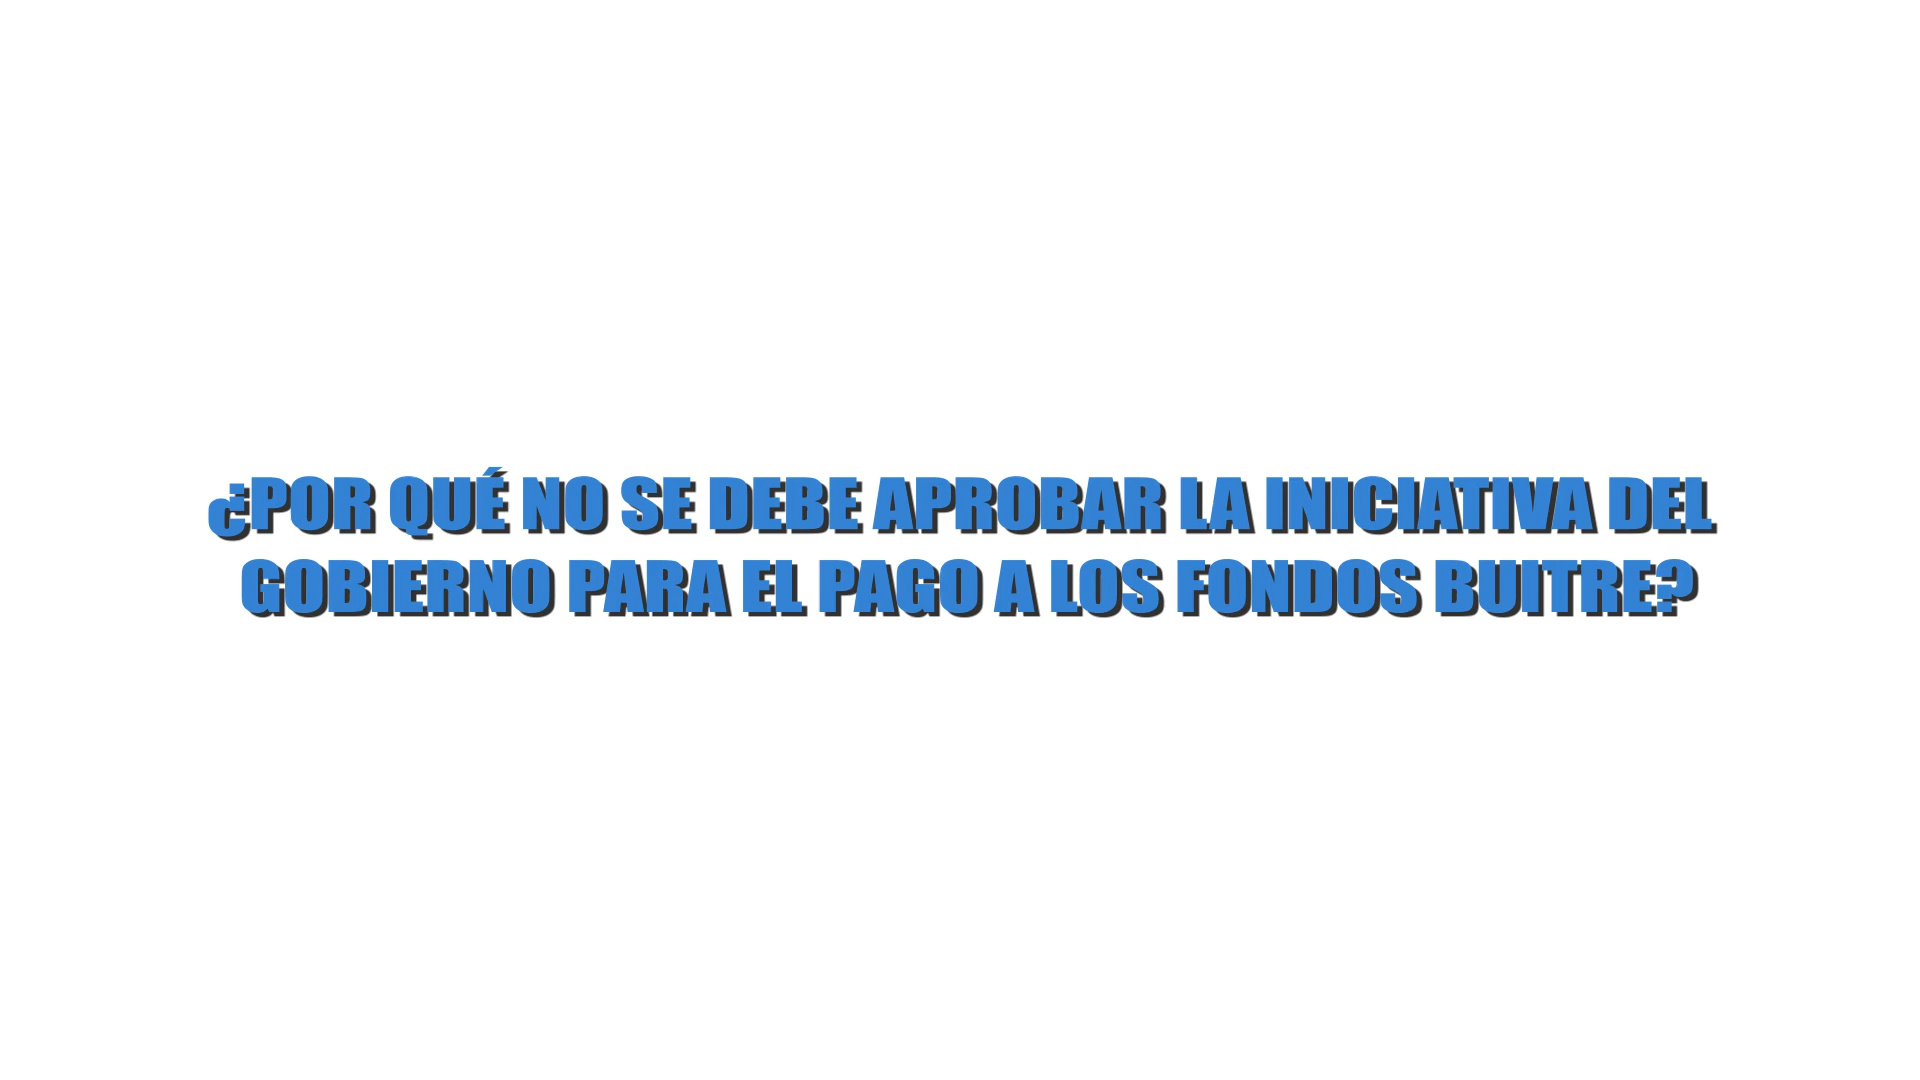 ¿POR QUÉ NO SE DEBE APROBAR LA INICIATIVA DEL
GOBIERNO PARA EL PAGO A LOS FONDOS BUITRE?